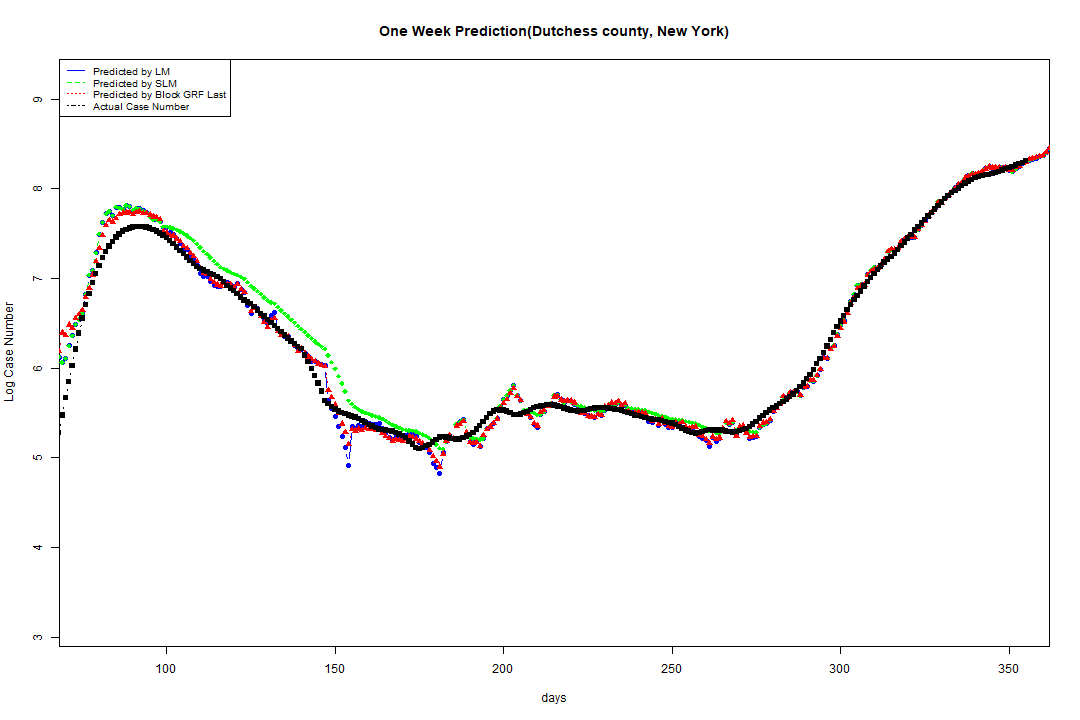 One Week Prediction(Dutchess county, New York)
Predicted by LM
Predicted by SLM
Predicted by Block GRF Last
Actual Case Number
9
8
7
6
5
4
3
Log Case Number
100 150 200 250 300 350
days